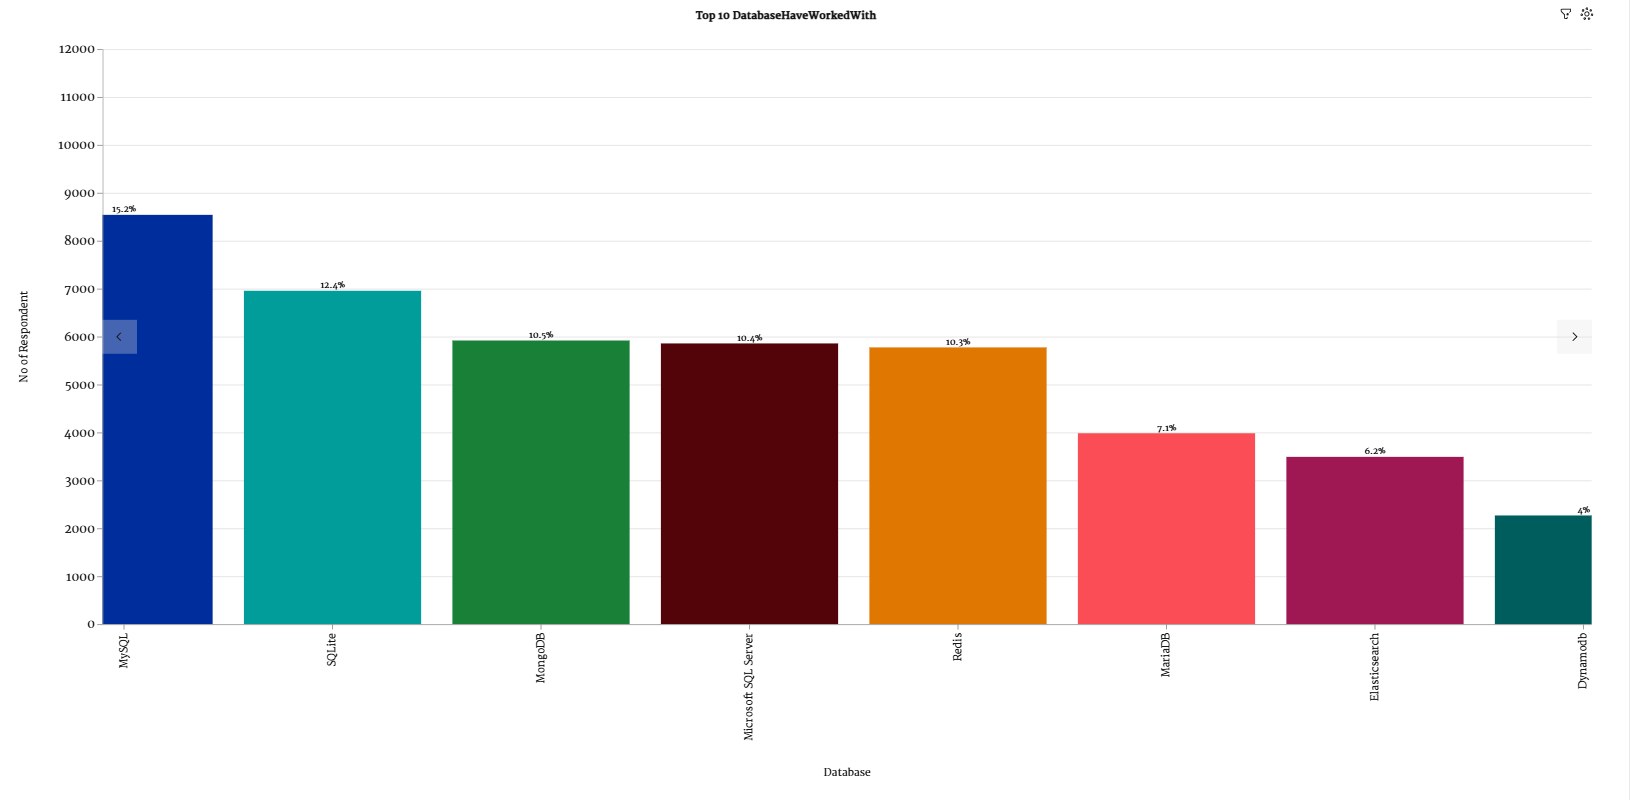 Top 10 DatabaseHaveWorkedWith
12000
11000
10000
9000
8000
7000
6000
5000
4000
3000
2000
1000
0
No of Respondent
15.2%
12.4%
10.5%
10.4%
10.3%
7.1%
6.2%
4%
MySQL
SQLite
MongoDB
Microsoft SQL Server
Redis
MariaDB
Elasticsearch
Dynamodb
Database